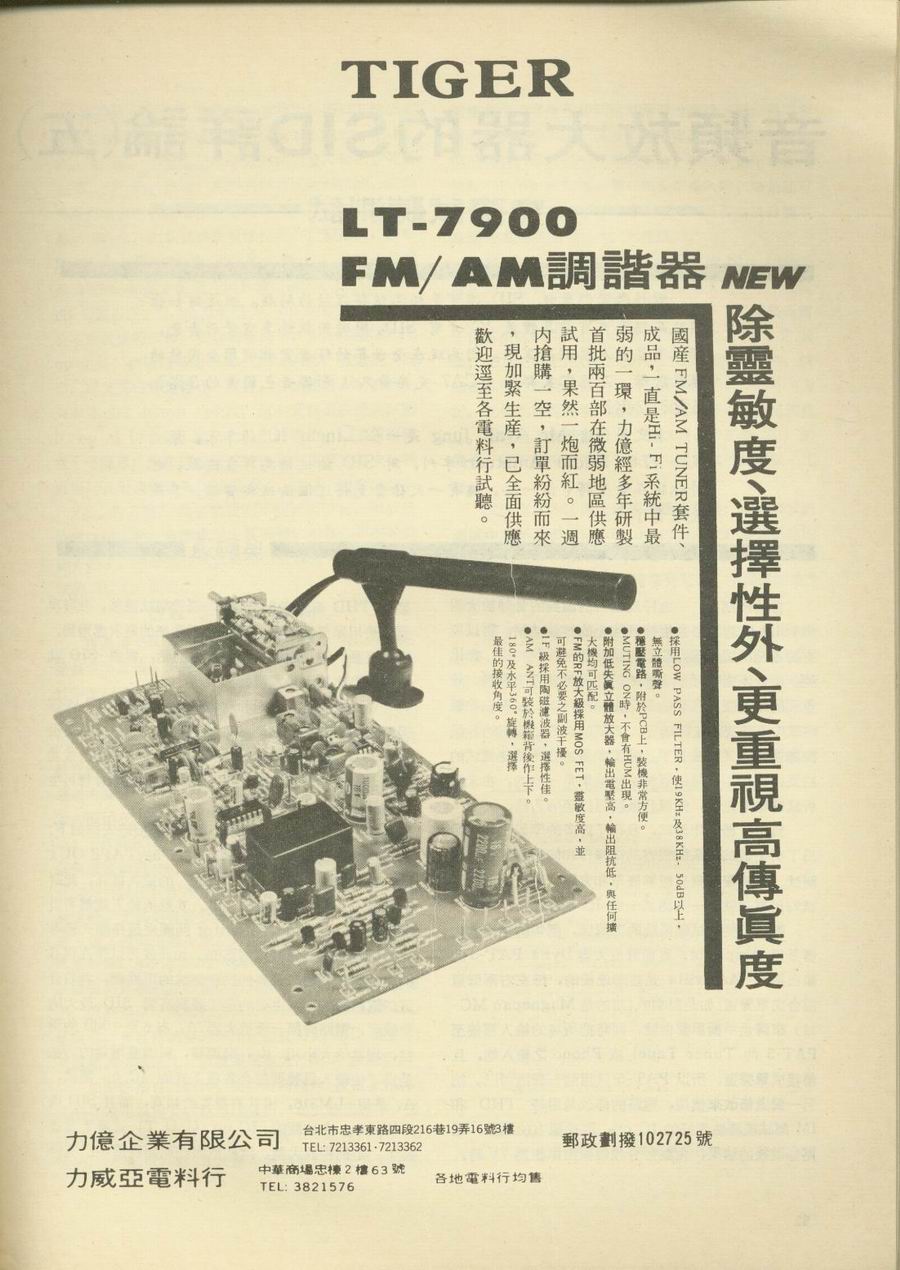 TIGER
LT-7900
FM/AM調諧器 NEW
除靈敏度、選擇性外、更重視高傳眞度
國産 FM/AM TUNER套件、
成品，一直是Hi-Fi系統中最
弱的一環，力億經多年研製
首批兩百部在微弱地區供應
試用，果然一炮而紅。一週
内搶購一空，訂單紛紛而來
，現加緊生産，已全面供應
歡迎逕至各電料行試聽。
●採用LOW PASS FILTER，使19KHz及38KHz- 50dB以上，
無立體嘶聲。
●穩壓電路，附於PCB上，裝機非常方便。
●MUTING ON時，不會有HUM出現。
●附加低失眞立體放大器，輸出電壓高，輸出阻抗低，與任何擴
大機均可匹配。
●FM的RF放大級採用MOS FET，靈敏度高，並
可避免不必要之副波干擾。
●IF級採用陶磁濾波器，選擇性佳。
●AM ANT可裝於機箱背後作上下。
180°及水平360°旋轉，選擇
最佳的接收角度。
16
2200
力億企業有限公司
台北市忠孝東路四段216巷19弄16號3樓
TEL: 7213361·7213362
郵政劃撥102725號
力威亞電料行
中華商場忠棟2樓63號
TEL: 3821576
各地電料行均售